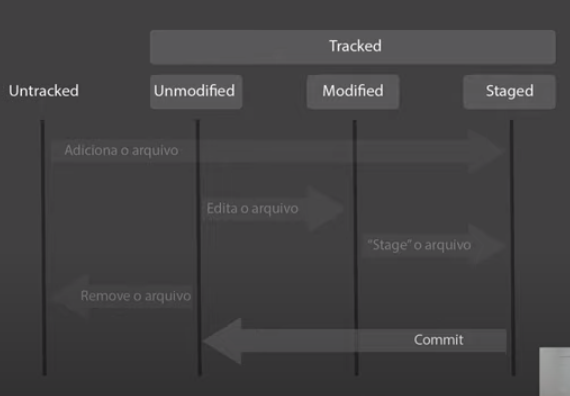 Tracked
Untracked
Unmodified
Modified
Staged
Adiciona o arquivo
Edita o arquivo
"Stage" o arquivo
Remove o arquivo
Commit